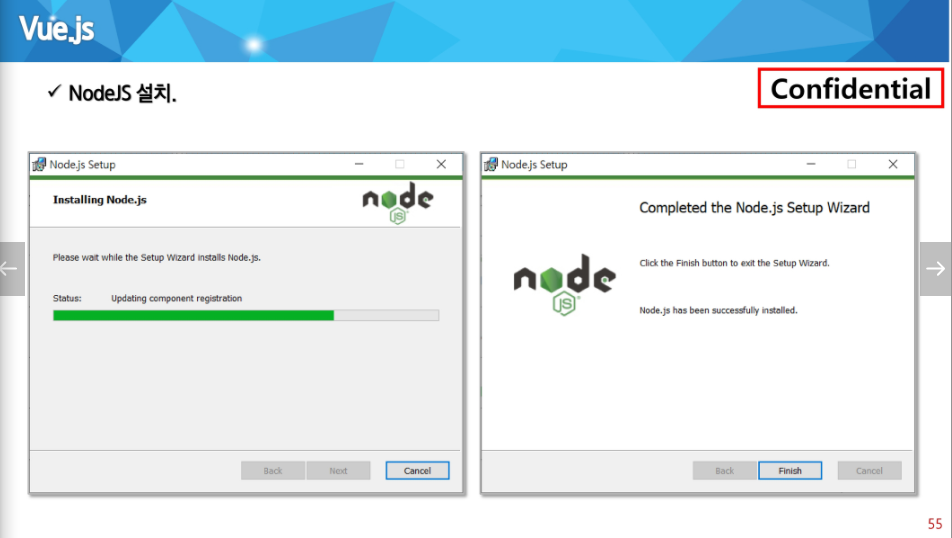 Vue.js
✓ NodeJS 설치.
Confidential
Node.js Setup
Installing Node.js
node
JS
Please wait while the Setup Wizard installs Node.js.
Status: Updating component registration
Back Next Cancel
Node.js Setup
Completed the Node.js Setup Wizard
node
JS
Click the Finish button to exit the Setup Wizard.
Node.js has been successfully installed.
Back Finish Cancel
55